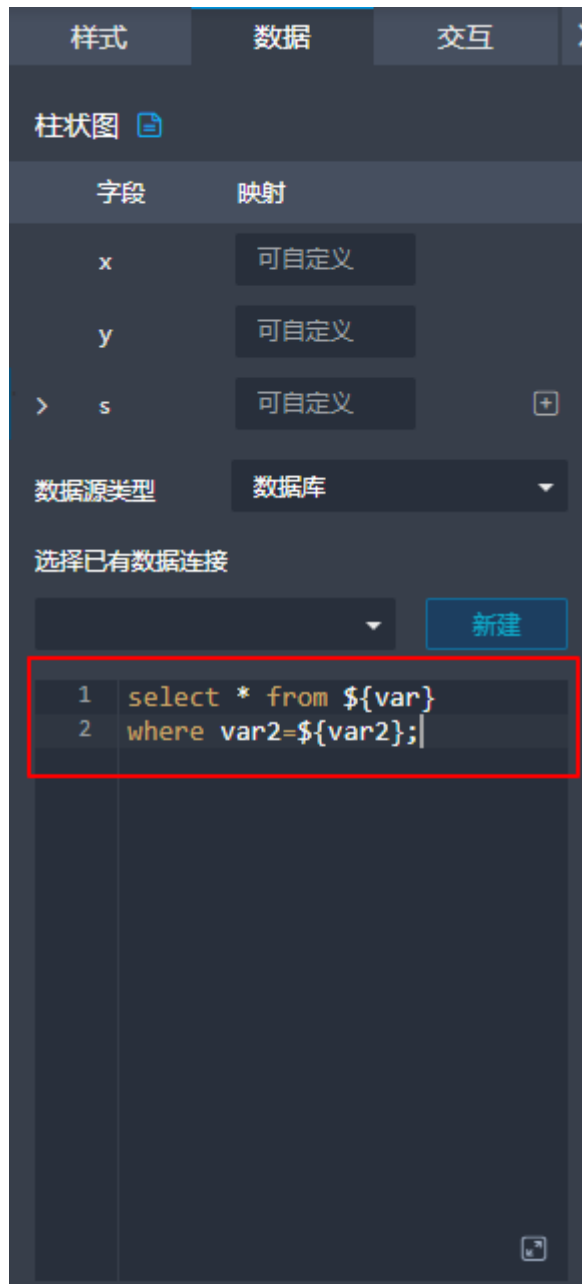 样式 数据 交互
柱状图
字段 映射
x 可自定义
y 可自定义
s 可自定义
数据源类型 数据库
选择已有数据连接
新建
1 select * from ${var}
2 where var2=${var2};